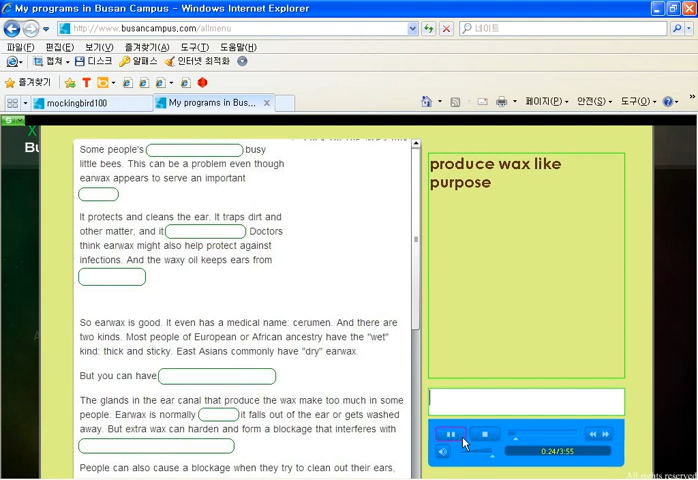 My programs in Busan Campus - Windows Internet Explorer
http://www.busancampus.com/allmenu
네이트
파일(F) 편집(E) 보기(V) 즐겨찾기(A) 도구(T) 도움말(H)
캡쳐 디스크 알패스 인터넷 최적화
즐겨찾기
mockingbird100
My programs in Bus...
페이지(P) 안전(S) 도구(O)
X
Bu
Some people's busy
little bees. This can be a problem even though
earwax appears to serve an important
It protects and cleans the ear. It traps dirt and
other matter, and it Doctors
think earwax might also help protect against
infections. And the waxy oil keeps ears from
So earwax is good. It even has a medical name: cerumen. And there are
two kinds. Most people of European or African ancestry have the "wet"
kind: thick and sticky. East Asians commonly have "dry" earwax.
But you can have
The glands in the ear canal that produce the wax make too much in some
people. Earwax is normally it falls out of the ear or gets washed
away. But extra wax can harden and form a blockage that interferes with
People can also cause a blockage when they try to clean out their ears,
produce wax like
purpose
0:24/3:55
All rights reserved